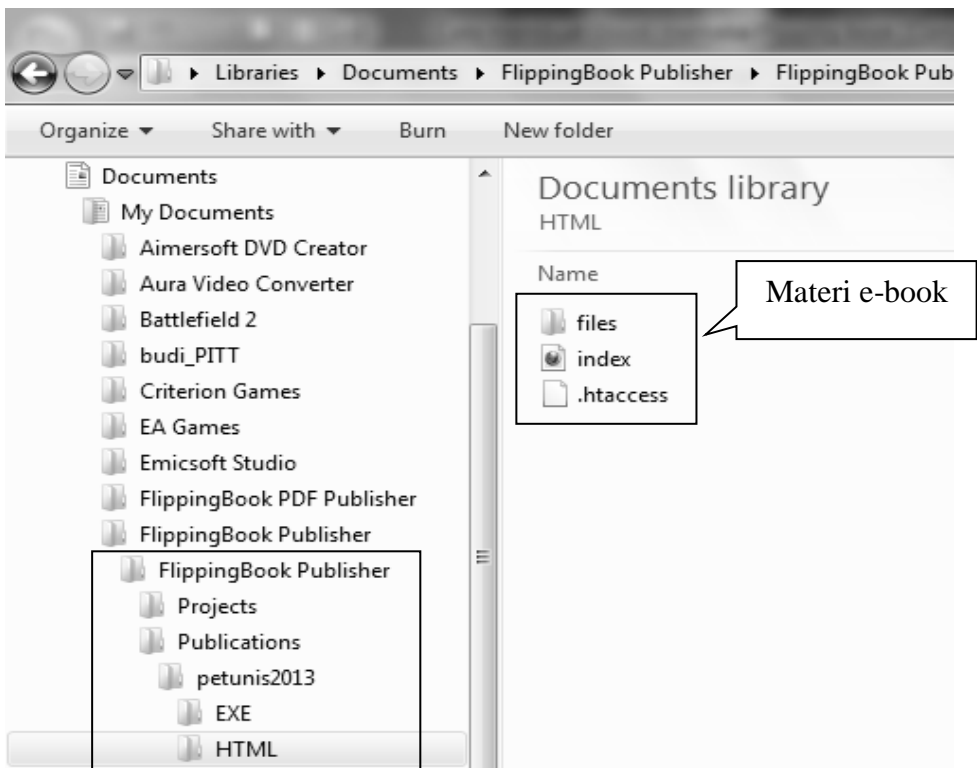 Libraries ▸ Documents ▸ FlippingBook Publisher ▸ FlippingBook Pub
Organize Share with Burn New folder
Documents
My Documents
Aimersoft DVD Creator
Aura Video Converter
Battlefield 2
budi_PITT
Criterion Games
EA Games
Emicsoft Studio
FlippingBook PDF Publisher
FlippingBook Publisher
FlippingBook Publisher
Projects
Publications
petunis2013
EXE
HTML
Documents library
HTML
Name
files
index
.htaccess
Materi e-book